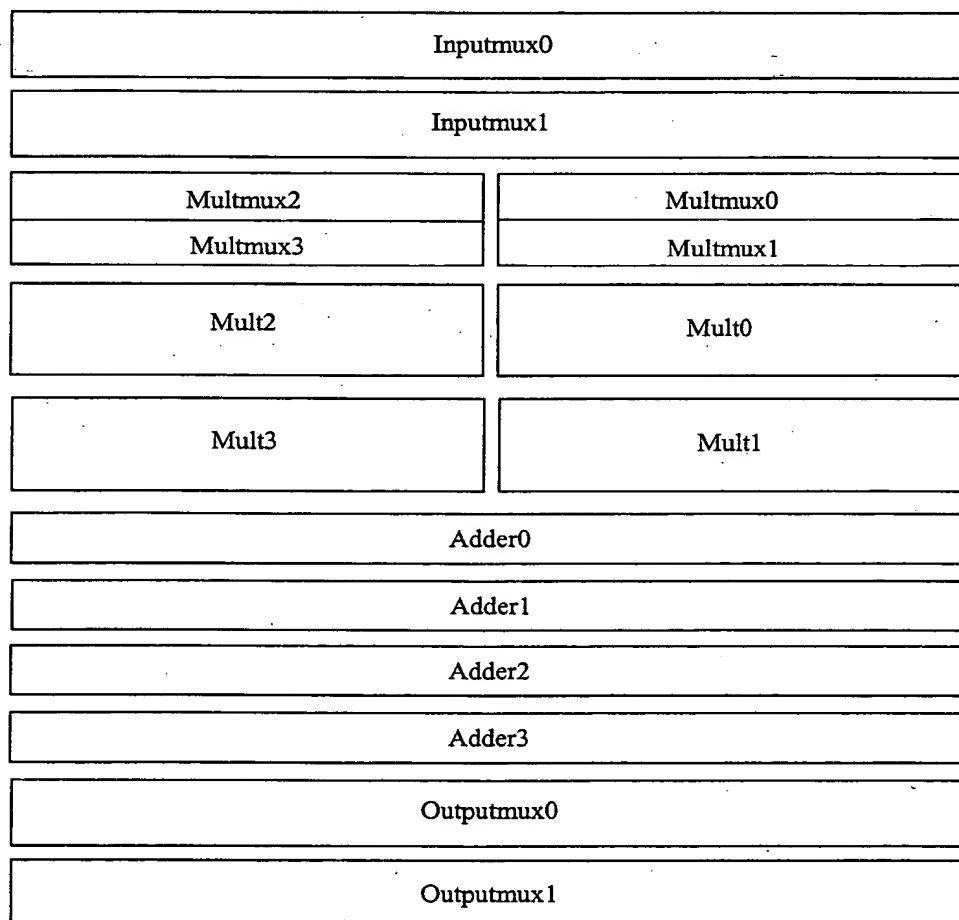 Inputmux0
Inputmux1
Multmux2 Multmux0
Multmux3 Multmux1
Mult2 Mult0
Mult3 Mult1
Adder0
Adder1
Adder2
Adder3
Outputmux0
Outputmux1